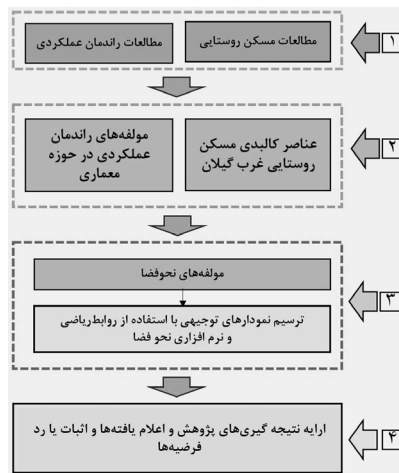 ۱
مطالعات مسکن روستایی
مطالعات راندمان عملکردی
۲
عناصر کالبدی مسکن
روستایی غرب گیلان
مولفه‌های راندمان
عملکردی در حوزه
معماری
۳
مولفه‌های نحوفضا
ترسیم نمودارهای توجیهی با استفاده از روابط‌ریاضی
و نرم افزاری نحو فضا
۴
ارایه نتیجه گیری‌های پژوهش و اعلام یافته‌ها و اثبات یا رد
فرضیه‌ها